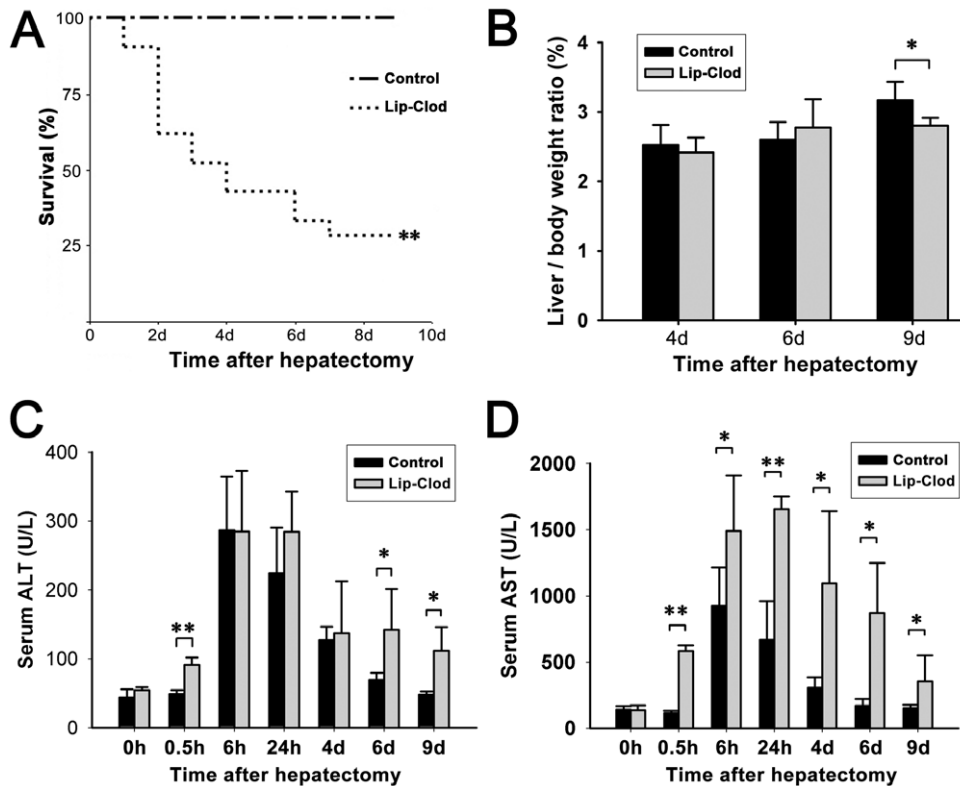 A
Survival (%)
100
75
50
25
Control
Lip-Clod
**
0 2d 4d 6d 8d 10d
Time after hepatectomy
B
Liver / body weight ratio (%)
4
3
2
1
0
Control
Lip-Clod
*
4d 6d 9d
Time after hepatectomy
C
Serum ALT (U/L)
400
300
200
100
0
Control
Lip-Clod
**
*
*
0h 0.5h 6h 24h 4d 6d 9d
Time after hepatectomy
D
Serum AST (U/L)
2000
1500
1000
500
0
Control
Lip-Clod
**
*
**
*
*
*
0h 0.5h 6h 24h 4d 6d 9d
Time after hepatectomy